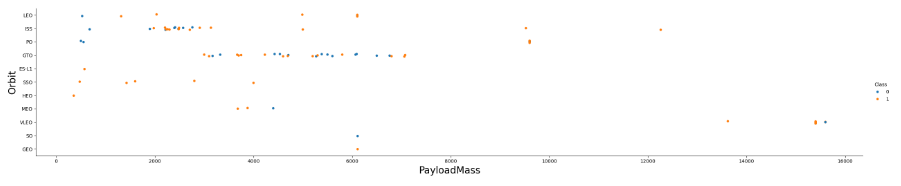 LEO
ISS
PO
GTO
ES-L1
SSO
HEO
MEO
VLEO
SO
GEO
Orbit
0
2000
4000
6000
8000
10000
12000
14000
16000
PayloadMass
Class
0
1